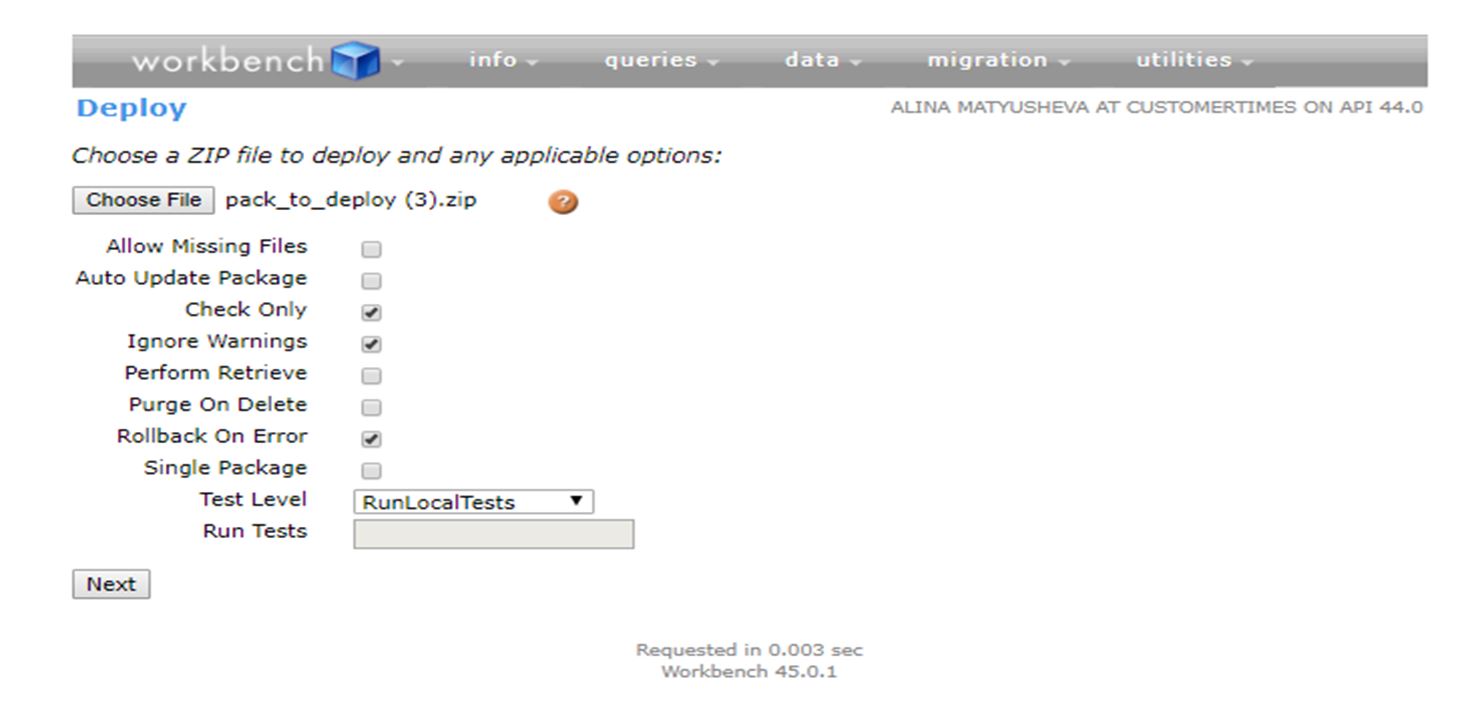 workbench info queries data migration utilities
Deploy ALINA MATYUSHEVA AT CUSTOMERTIMES ON API 44.0
Choose a ZIP file to deploy and any applicable options:
Choose File pack_to_deploy (3).zip ?
Allow Missing Files
Auto Update Package
Check Only
Ignore Warnings
Perform Retrieve
Purge On Delete
Rollback On Error
Single Package
Test Level RunLocalTests
Run Tests
Next
Requested in 0.003 sec
Workbench 45.0.1